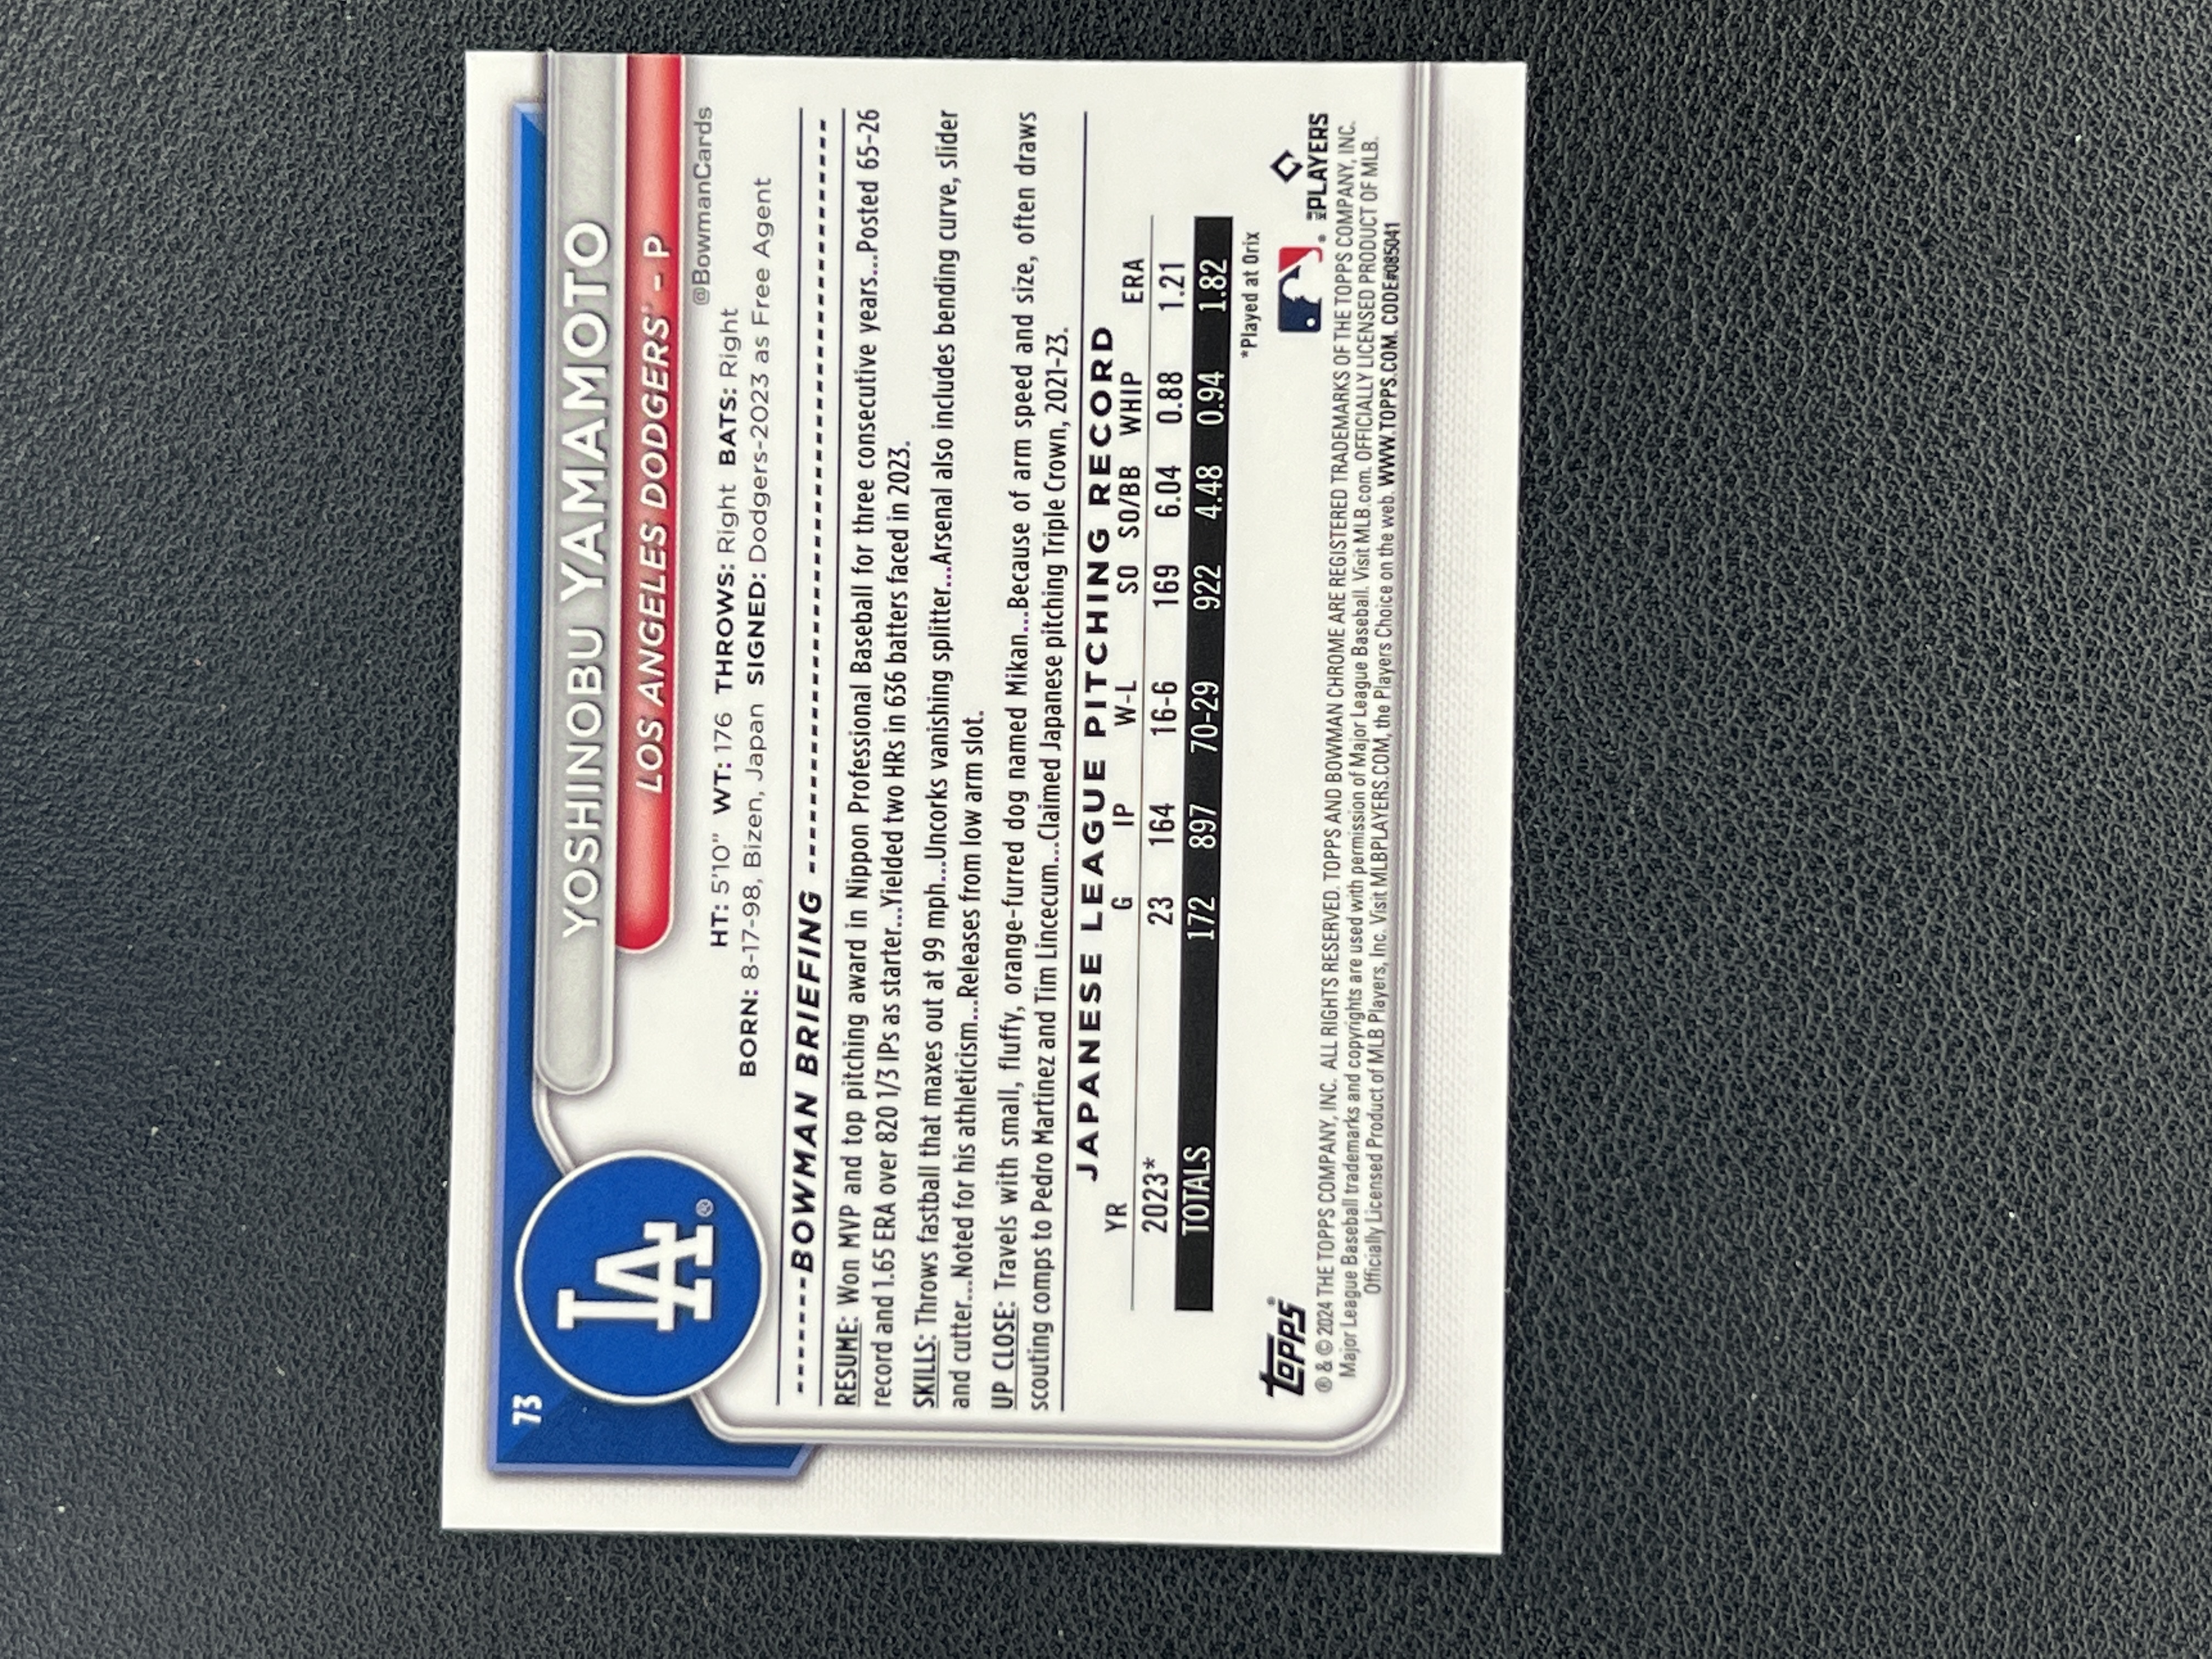 73
LA®
YOSHINOBU YAMAMOTO
LOS ANGELES DODGERS® - P
@BowmanCards
HT: 5'10" WT: 176 THROWS: Right BATS: Right
BORN: 8-17-98, Bizen, Japan SIGNED: Dodgers-2023 as Free Agent
BOWMAN BRIEFING
RESUME: Won MVP and top pitching award in Nippon Professional Baseball for three consecutive years...Posted 65-26
record and 1.65 ERA over 820 1/3 IPs as starter...Yielded two HRs in 636 batters faced in 2023.
SKILLS: Throws fastball that maxes out at 99 mph...Uncorks vanishing splitter...Arsenal also includes bending curve, slider
and cutter...Noted for his athleticism...Releases from low arm slot.
UP CLOSE: Travels with small, fluffy, orange-furred dog named Mikan...Because of arm speed and size, often draws
scouting comps to Pedro Martinez and Tim Lincecum...Claimed Japanese pitching Triple Crown, 2021-23.
JAPANESE LEAGUE PITCHING RECORD
YR G IP W-L SO SO/BB WHIP ERA
2023* 23 164 16-6 169 6.04 0.88 1.21
TOTALS 172 897 70-29 922 4.48 0.94 1.82
*Played at Orix
topps®
MLB PLAYERS
® & © 2024 THE TOPPS COMPANY, INC. ALL RIGHTS RESERVED. TOPPS AND BOWMAN CHROME ARE REGISTERED TRADEMARKS OF THE TOPPS COMPANY, INC.
Major League Baseball trademarks and copyrights are used with permission of Major League Baseball. Visit MLB.com. OFFICIALLY LICENSED PRODUCT OF MLB.
Officially Licensed Product of MLB Players, Inc. Visit MLBPLAYERS.COM, the Players Choice on the web. WWW.TOPPS.COM. CODE#085041